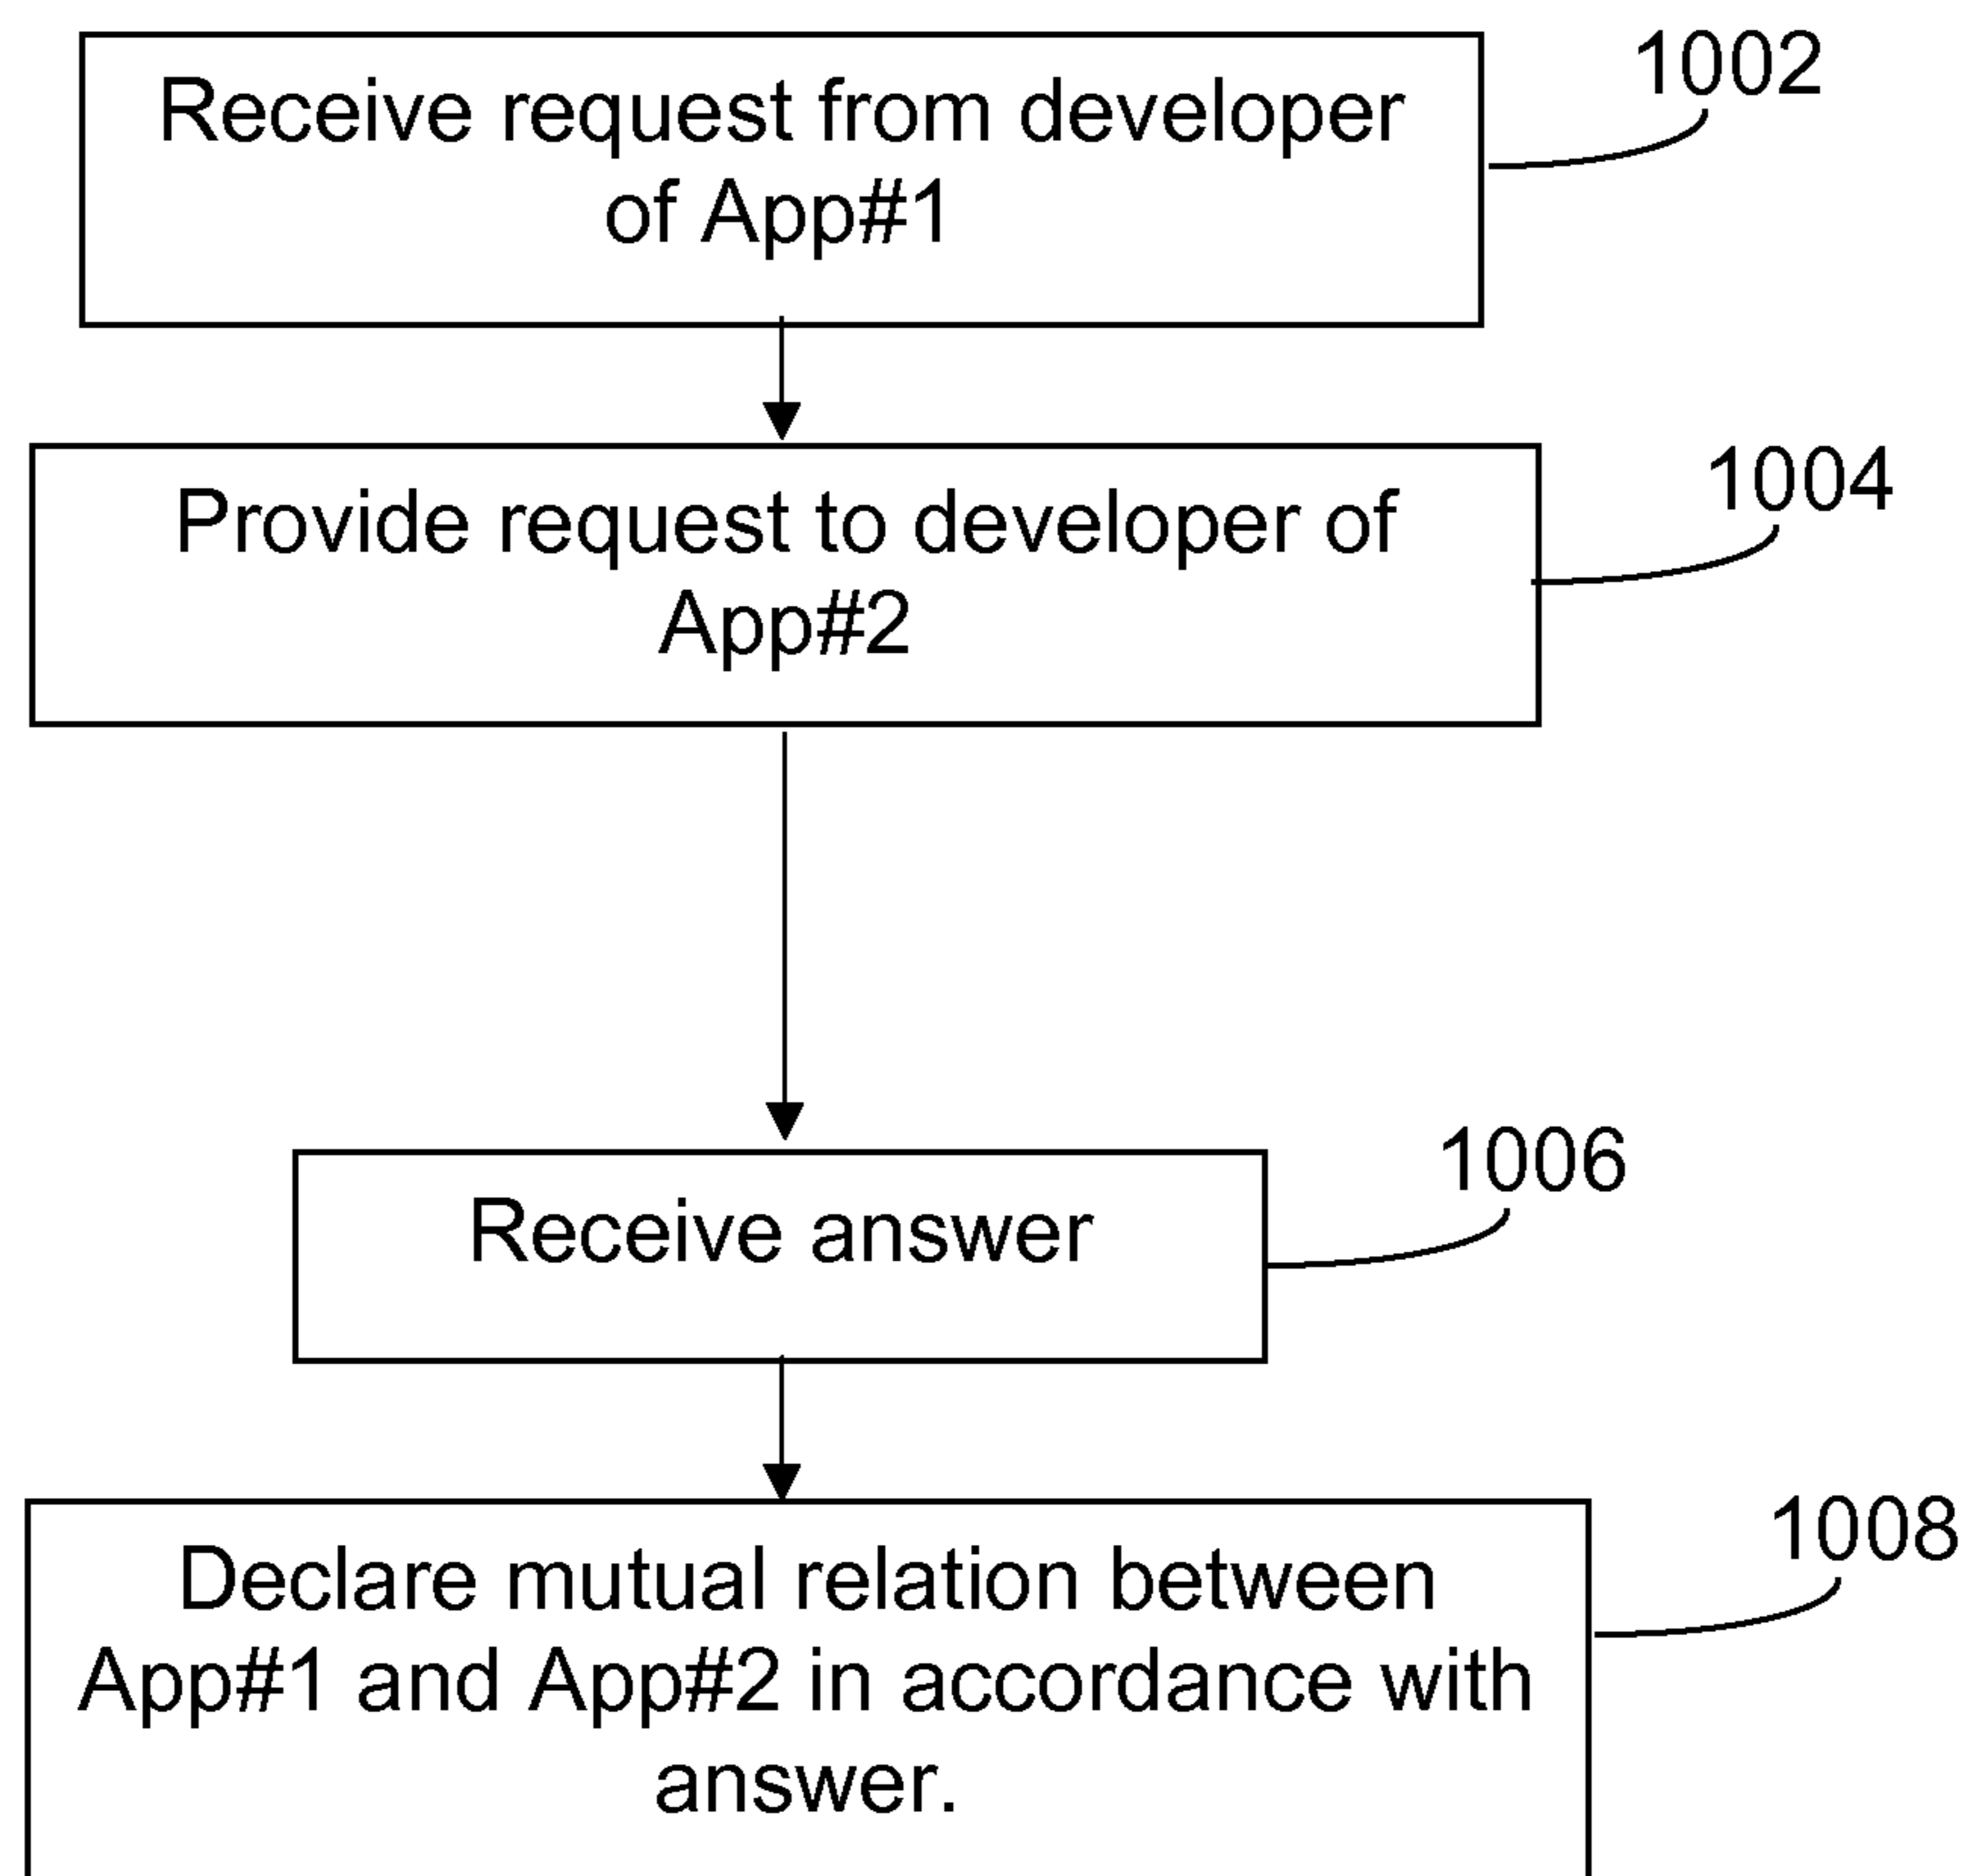 Receive request from developer
of App#1
1002
Provide request to developer of
App#2
1004
Receive answer
1006
Declare mutual relation between
App#1 and App#2 in accordance with
answer.
1008